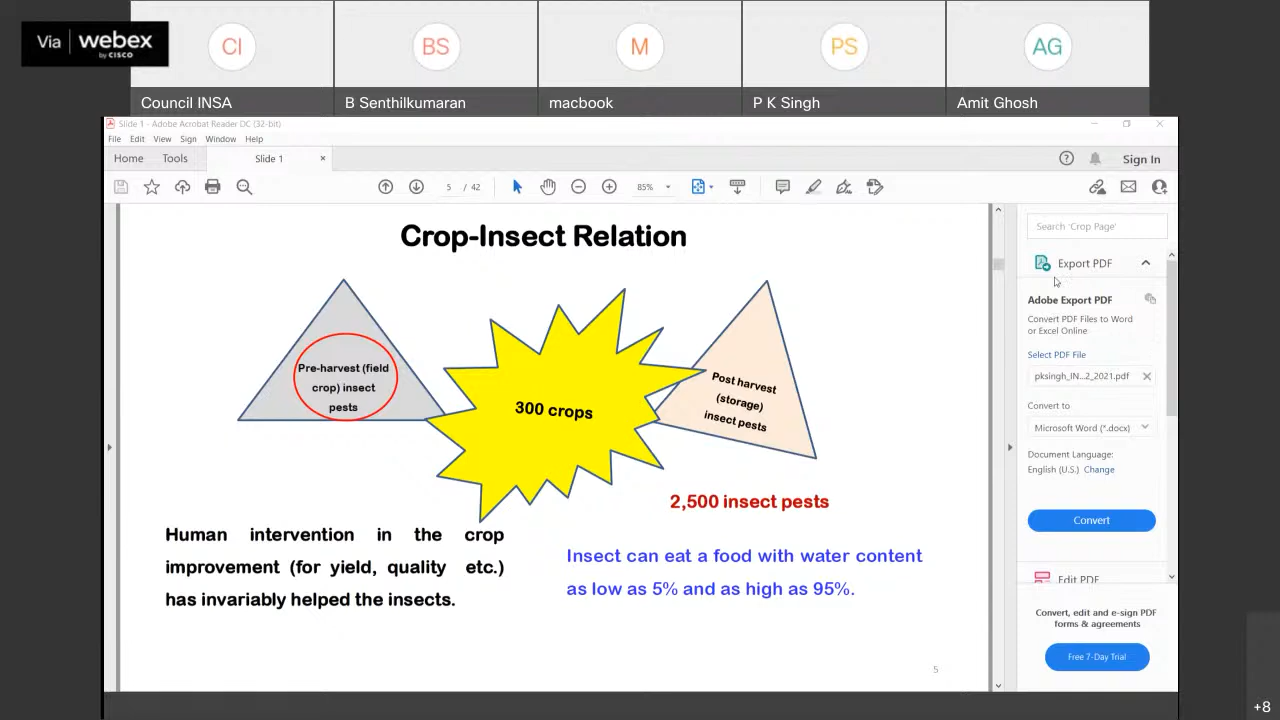 Via webex
by CISCO
CI
BS
M
PS
AG
Council INSA
B Senthilkumaran
macbook
P K Singh
Amit Ghosh
Slide 1 - Adobe Acrobat Reader DC (32-bit)
File Edit View Sign Window Help
Home Tools Slide 1 ×
Sign In
5 / 42
85%
Crop-Insect Relation
Pre-harvest (field
crop) insect
pests
300 crops
Post harvest
(storage)
insect pests
2,500 insect pests
Human intervention in the crop
improvement (for yield, quality etc.)
has invariably helped the insects.
Insect can eat a food with water content
as low as 5% and as high as 95%.
5
Search 'Crop Page'
Export PDF
Adobe Export PDF
Convert PDF Files to Word
or Excel Online
Select PDF File
pksingh_IN...2_2021.pdf
Convert to
Microsoft Word (*.docx)
Document Language:
English (U.S.) Change
Convert
Edit PDF
Convert, edit and e-sign PDF
forms & agreements
Free 7-Day Trial
+8